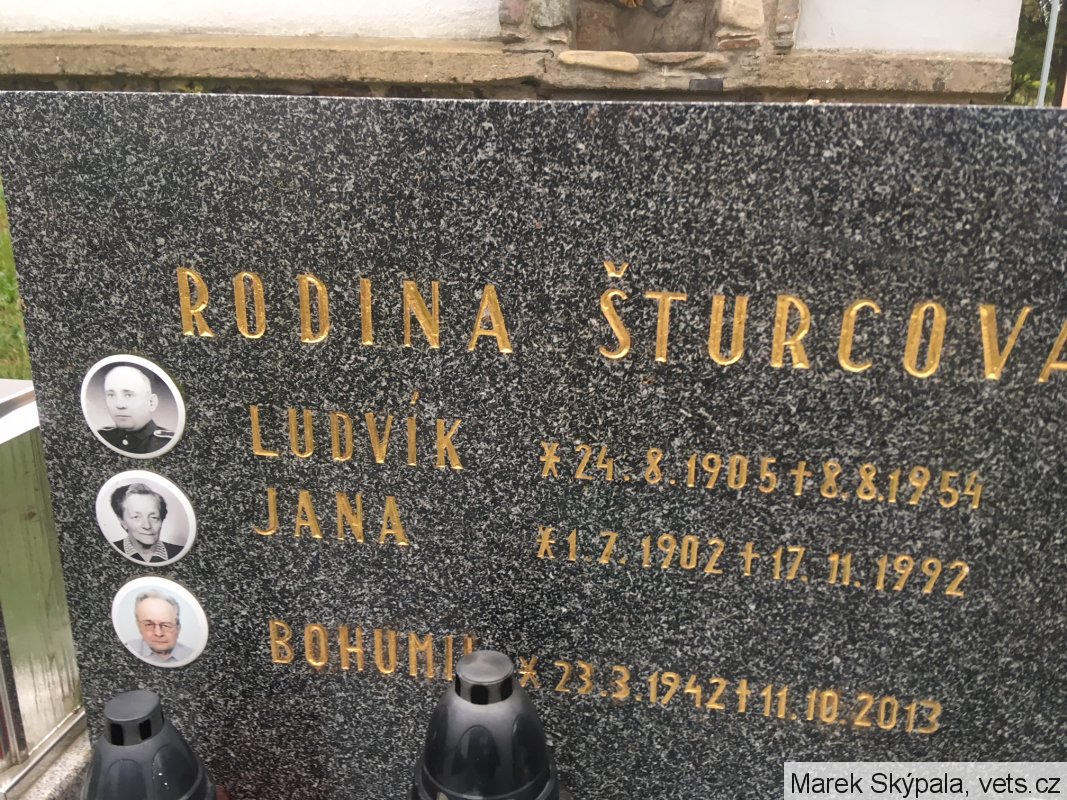 RODINA ŠTURCOVA
LUDVÍK * 24. 8. 1905 † 8. 8. 1954
JANA * 1. 7. 1902 † 17. 11. 1992
BOHUMIL * 23. 3. 1942 † 11. 10. 2013
Marek Skýpala, vets.cz